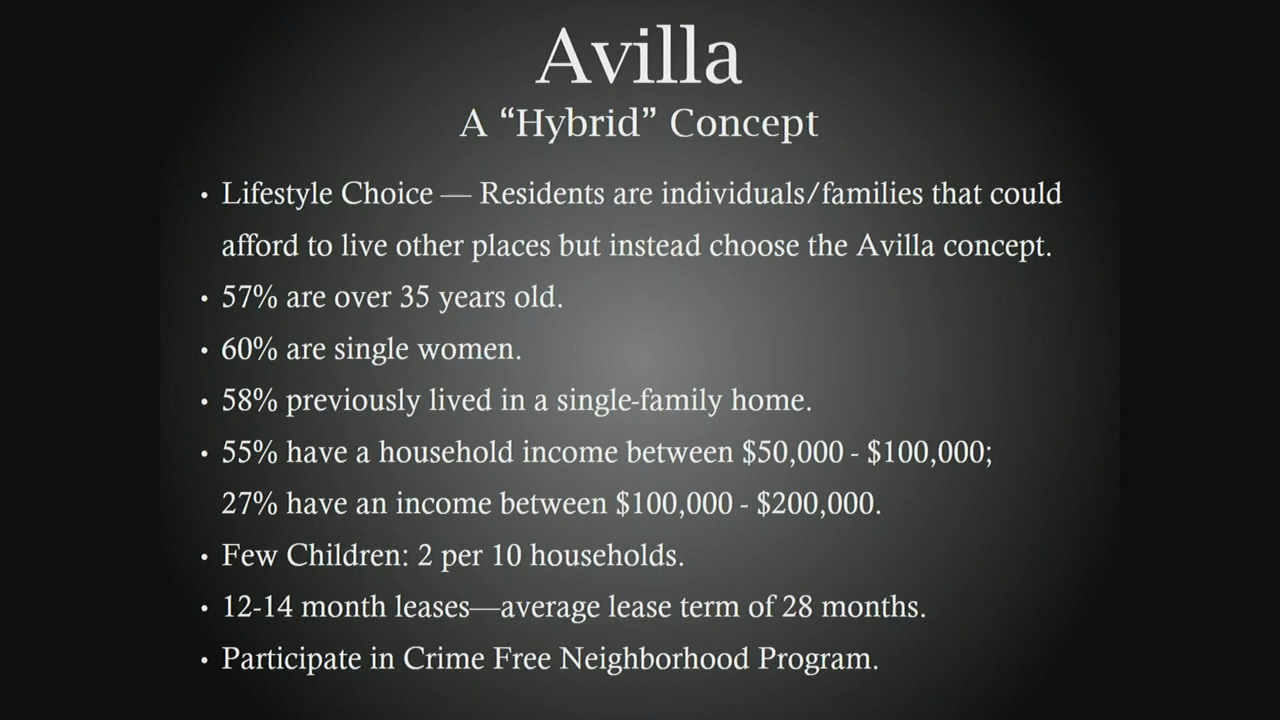 Avilla
A “Hybrid” Concept
• Lifestyle Choice — Residents are individuals/families that could
afford to live other places but instead choose the Avilla concept.
• 57% are over 35 years old.
• 60% are single women.
• 58% previously lived in a single-family home.
• 55% have a household income between $50,000 - $100,000;
27% have an income between $100,000 - $200,000.
• Few Children: 2 per 10 households.
• 12-14 month leases—average lease term of 28 months.
• Participate in Crime Free Neighborhood Program.